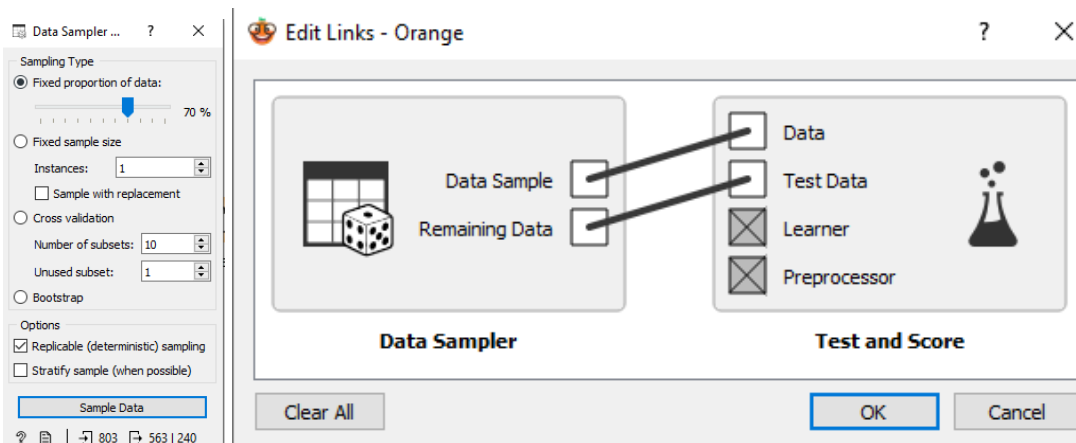 Data Sampler ... ? ×
Sampling Type
Fixed proportion of data:
70 %
Fixed sample size
Instances: 1
Sample with replacement
Cross validation
Number of subsets: 10
Unused subset: 1
Bootstrap
Options
Replicable (deterministic) sampling
Stratify sample (when possible)
Sample Data
? 803 563 | 240
Edit Links - Orange ? ×
Data Sample
Remaining Data
Data Sampler
Data
Test Data
Learner
Preprocessor
Test and Score
Clear All
OK
Cancel